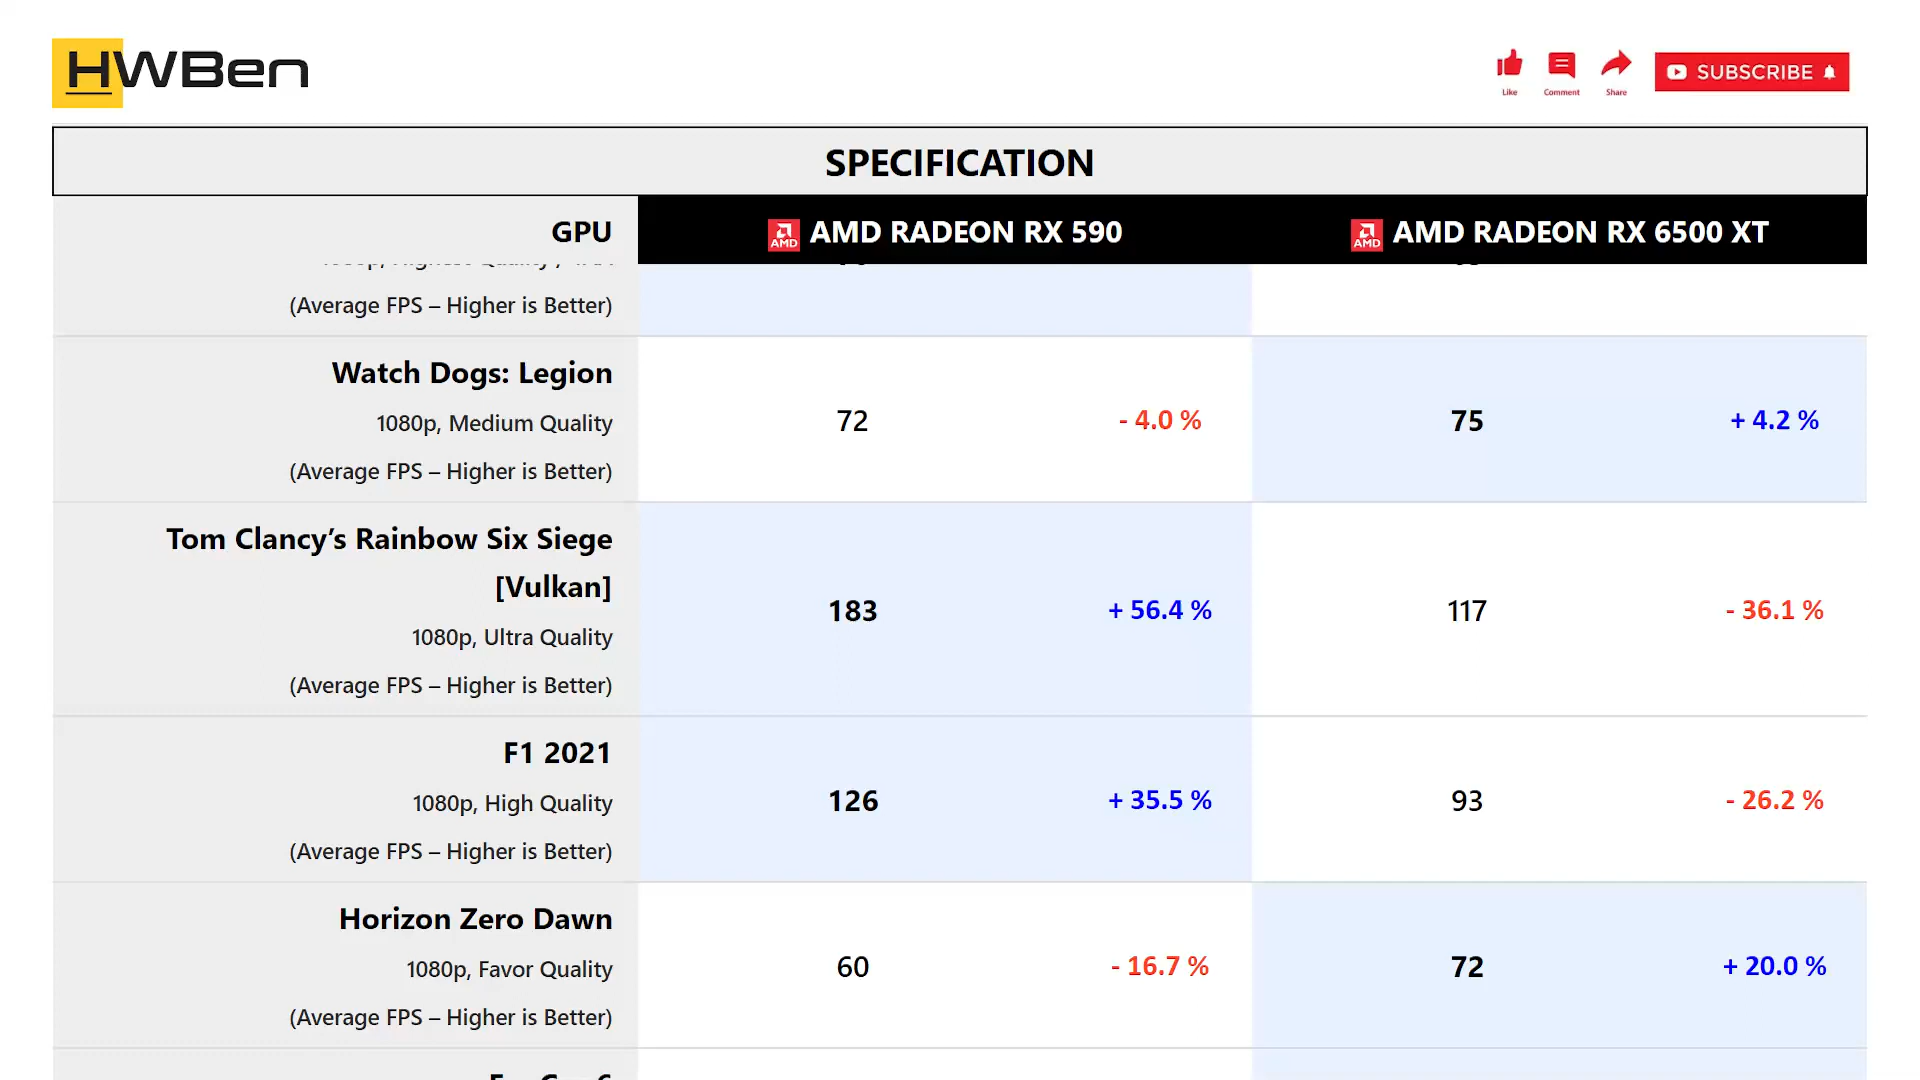 HWBen
Like
Comment
Share
SUBSCRIBE
SPECIFICATION
GPU
AMD
AMD RADEON RX 590
AMD
AMD RADEON RX 6500 XT
(Average FPS – Higher is Better)
Watch Dogs: Legion
1080p, Medium Quality
(Average FPS – Higher is Better)
72
- 4.0 %
75
+ 4.2 %
Tom Clancy’s Rainbow Six Siege
[Vulkan]
1080p, Ultra Quality
(Average FPS – Higher is Better)
183
+ 56.4 %
117
- 36.1 %
F1 2021
1080p, High Quality
(Average FPS – Higher is Better)
126
+ 35.5 %
93
- 26.2 %
Horizon Zero Dawn
1080p, Favor Quality
(Average FPS – Higher is Better)
60
- 16.7 %
72
+ 20.0 %